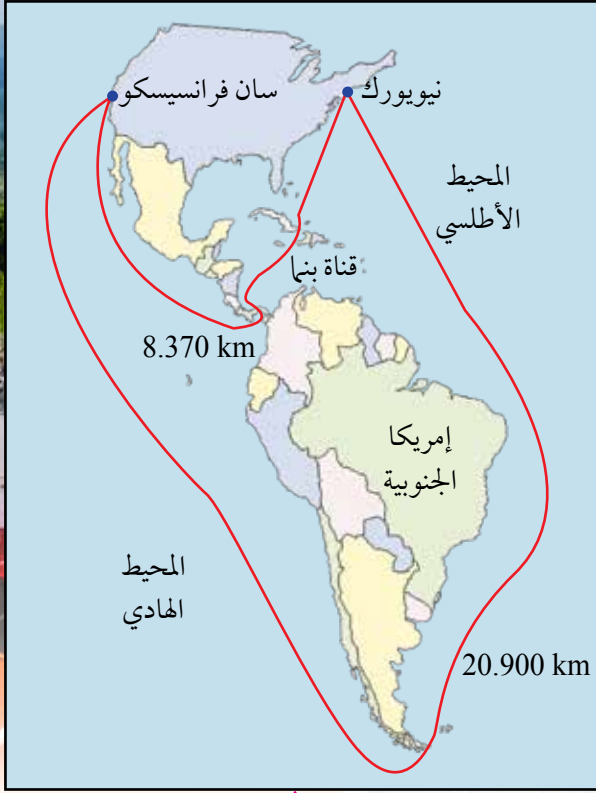 سان فرانسيسكو
نيويورك
المحيط
الأطلسي
قناة بنما
8.370 km
إمريكا
الجنوبية
المحيط
الهادي
20.900 km